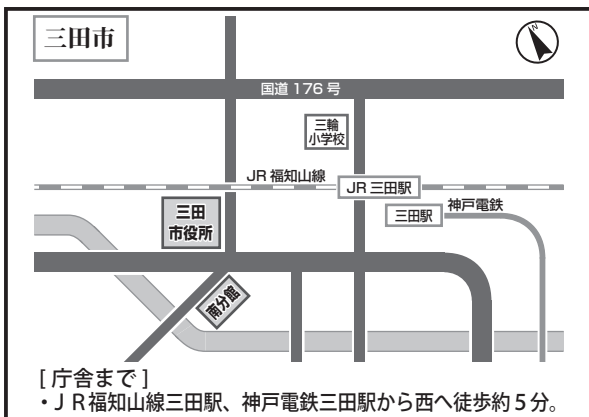 三田市
N
国道 176 号
三輪
小学校
JR 福知山線
JR 三田駅
三田
市役所
三田駅
神戸電鉄
南分館
[ 庁舎まで ]
・ＪＲ福知山線三田駅、神戸電鉄三田駅から西へ徒歩約 5 分。